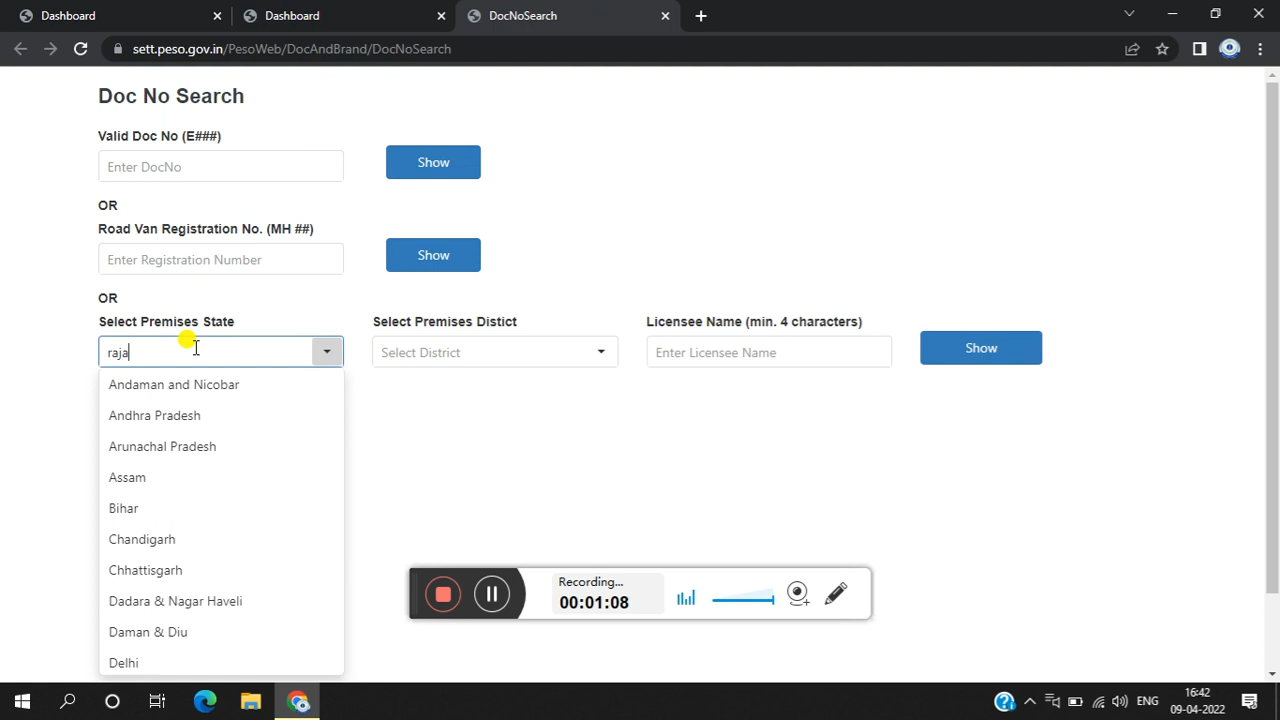 Dashboard
Dashboard
DocNoSearch
sett.peso.gov.in/PesoWeb/DocAndBrand/DocNoSearch
Doc No Search
Valid Doc No (E###)
Enter DocNo
Show
OR
Road Van Registration No. (MH ##)
Enter Registration Number
Show
OR
Select Premises State
Select Premises Distict
Licensee Name (min. 4 characters)
raja
Select District
Enter Licensee Name
Show
Andaman and Nicobar
Andhra Pradesh
Arunachal Pradesh
Assam
Bihar
Chandigarh
Chhattisgarh
Dadara & Nagar Haveli
Daman & Diu
Delhi
Recording...
00:01:08
ENG
16:42
09-04-2022